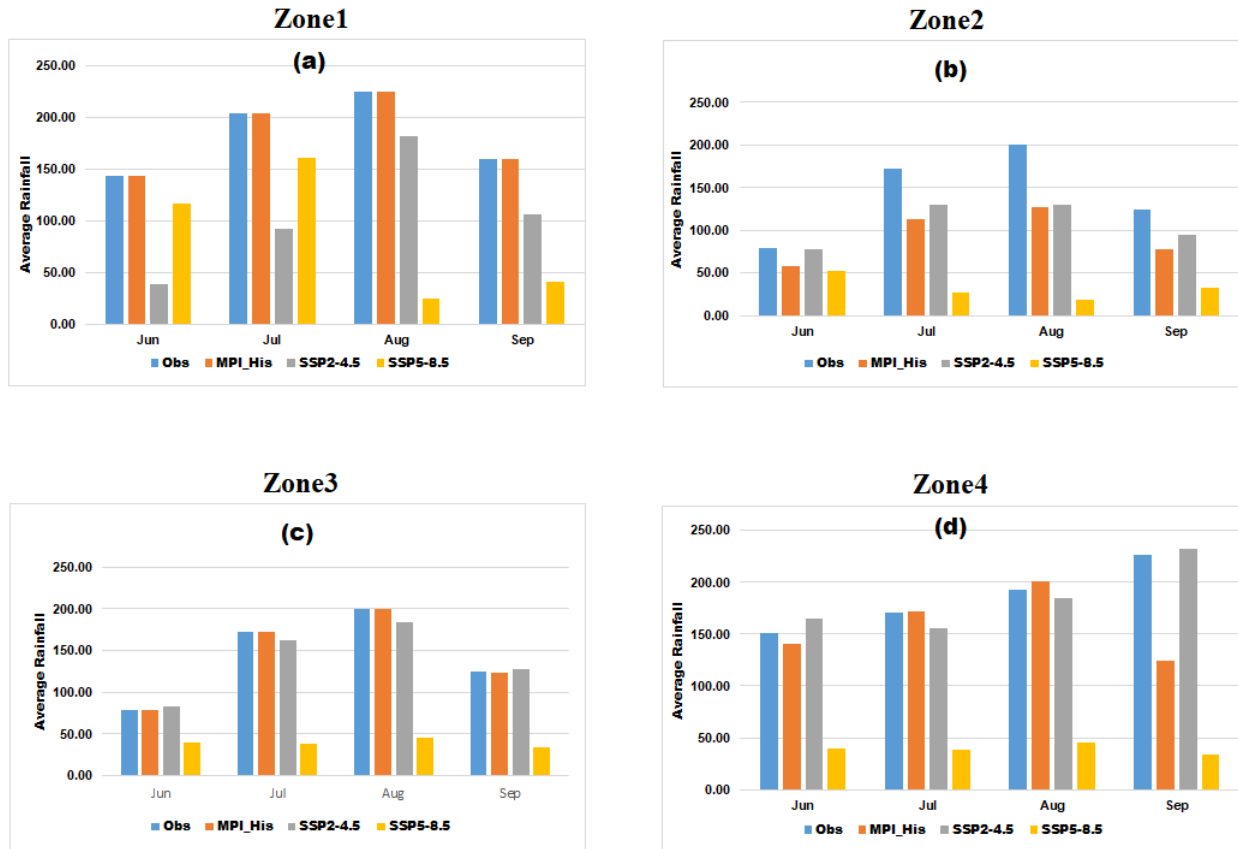 Zone1
(a)
Average Rainfall
250.00
200.00
150.00
100.00
50.00
0.00
Jun Jul Aug Sep
Obs MPI_His SSP2-4.5 SSP5-8.5
Zone2
(b)
Average Rainfall
250.00
200.00
150.00
100.00
50.00
0.00
Jun Jul Aug Sep
Obs MPI_His SSP2-4.5 SSP5-8.5
Zone3
(c)
Average Rainfall
250.00
200.00
150.00
100.00
50.00
0.00
Jun Jul Aug Sep
Obs MPI_His SSP2-4.5 SSP5-8.5
Zone4
(d)
Average Rainfall
250.00
200.00
150.00
100.00
50.00
0.00
Jun Jul Aug Sep
Obs MPI_His SSP2-4.5 SSP5-8.5